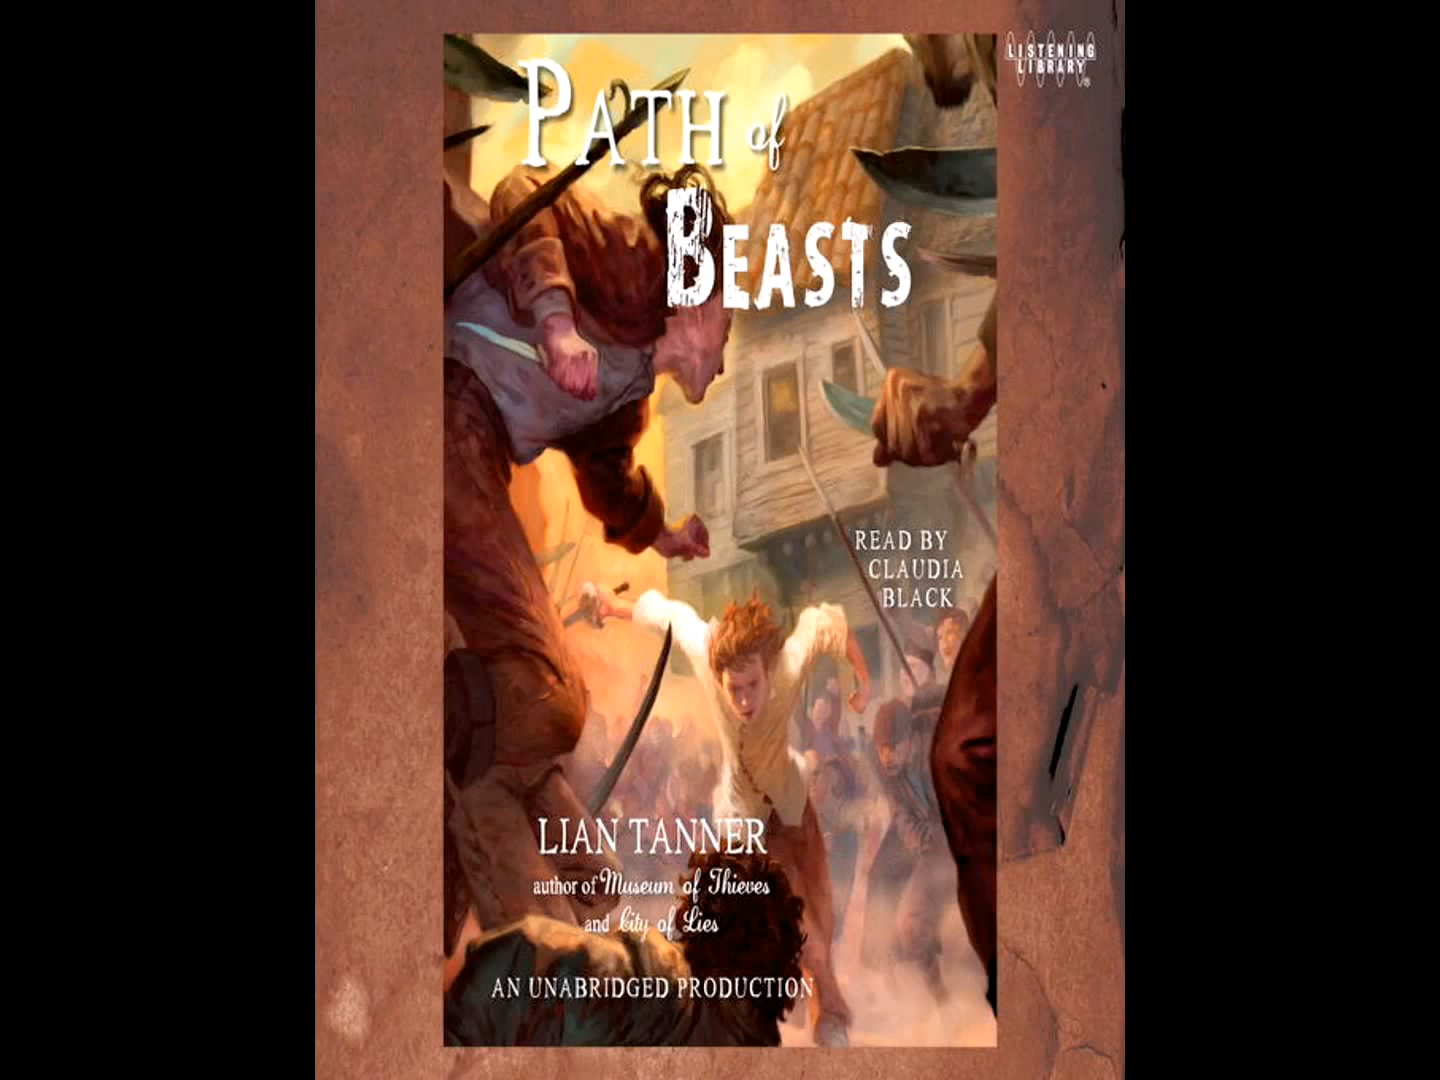 LISTENING
LIBRARY®
PATH of
BEASTS
READ BY
CLAUDIA
BLACK
LIAN TANNER
author of Museum of Thieves
and City of Lies
AN UNABRIDGED PRODUCTION